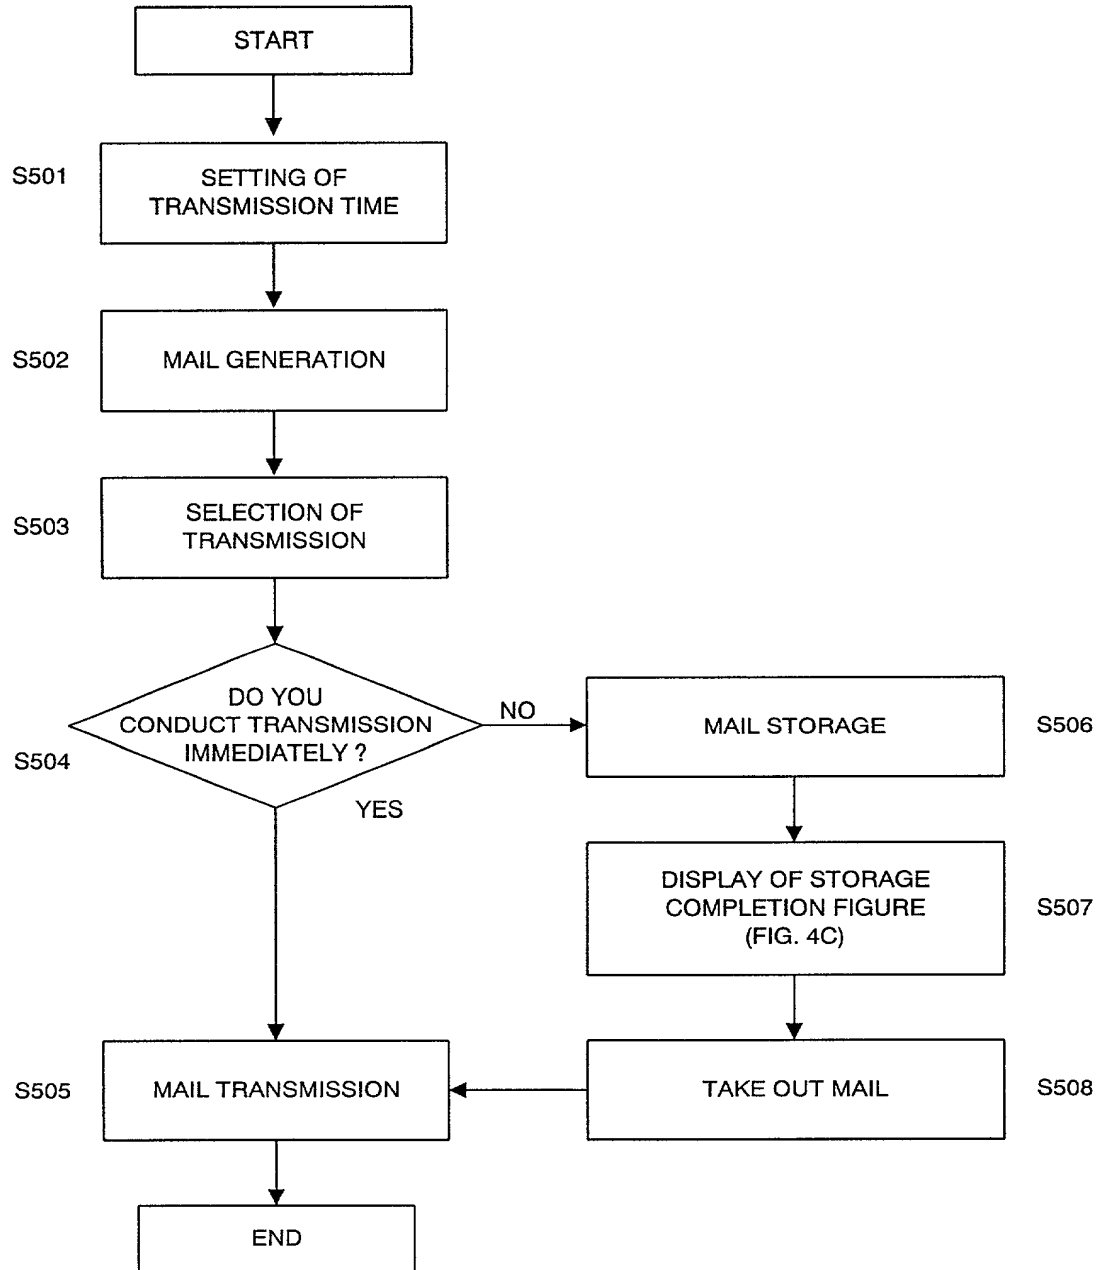 START
S501
SETTING OF
TRANSMISSION TIME
S502
MAIL GENERATION
S503
SELECTION OF
TRANSMISSION
S504
DO YOU
CONDUCT TRANSMISSION
IMMEDIATELY ?
NO
YES
MAIL STORAGE
S506
DISPLAY OF STORAGE
COMPLETION FIGURE
(FIG. 4C)
S507
S505
MAIL TRANSMISSION
TAKE OUT MAIL
S508
END